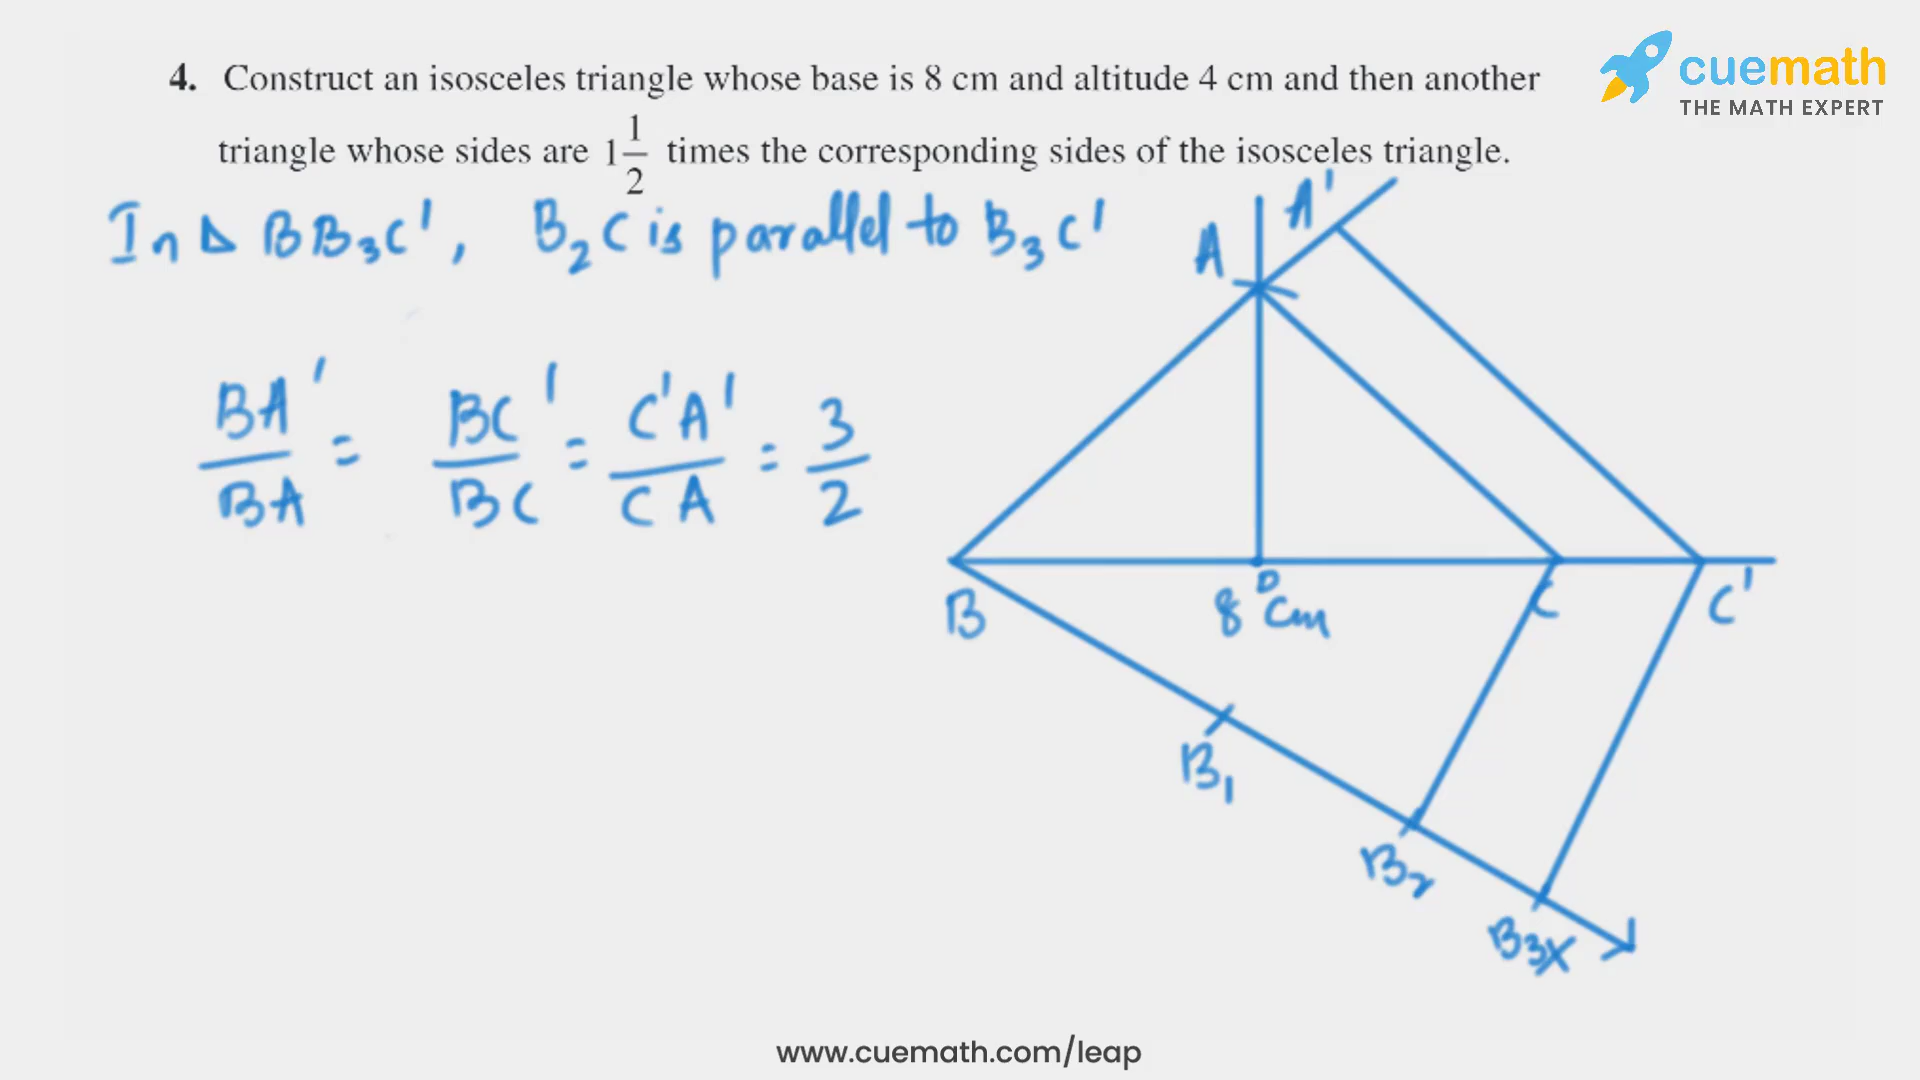 4. Construct an isosceles triangle whose base is 8 cm and altitude 4 cm and then another
triangle whose sides are 1 1/2 times the corresponding sides of the isosceles triangle.
cuemath
THE MATH EXPERT
In Δ BB₃C', B₂C is parallel to B₃C'
BA'/BA = BC'/BC = C'A'/CA = 3/2
A'
A
B
D
8 cm
C
C'
B₁
B₂
B₃X
www.cuemath.com/leap